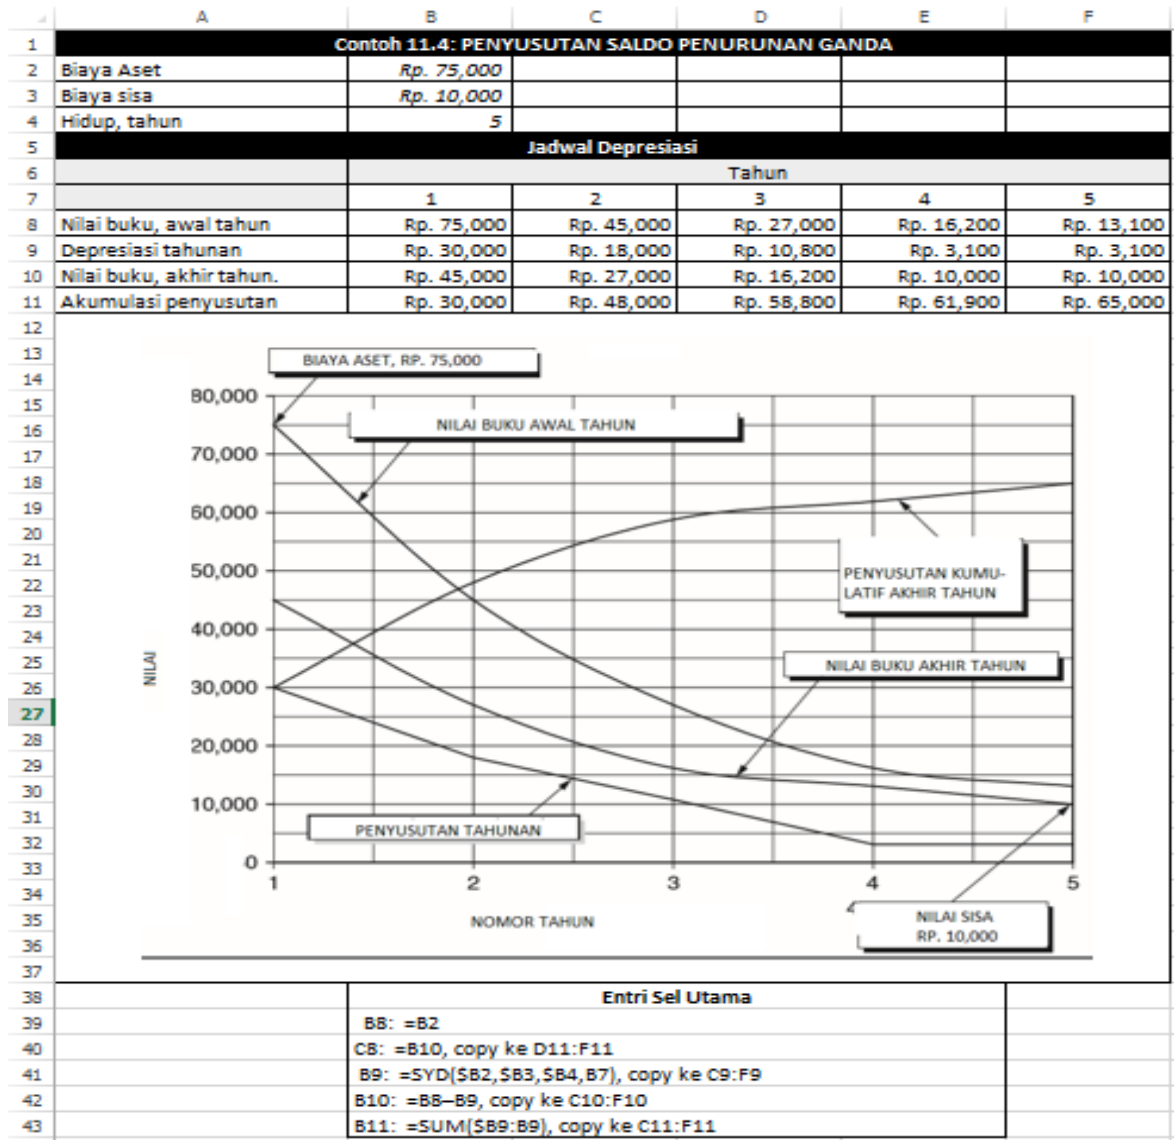 A B C D E F
1 Contoh 11.4: PENYUSUTAN SALDO PENURUNAN GANDA
2 Biaya Aset Rp. 75,000
3 Biaya sisa Rp. 10,000
4 Hidup, tahun 5
5 Jadwal Depresiasi
6 Tahun
7 1 2 3 4 5
8 Nilai buku, awal tahun Rp. 75,000 Rp. 45,000 Rp. 27,000 Rp. 16,200 Rp. 13,100
9 Depresiasi tahunan Rp. 30,000 Rp. 18,000 Rp. 10,800 Rp. 3,100 Rp. 3,100
10 Nilai buku, akhir tahun. Rp. 45,000 Rp. 27,000 Rp. 16,200 Rp. 10,000 Rp. 10,000
11 Akumulasi penyusutan Rp. 30,000 Rp. 48,000 Rp. 58,800 Rp. 61,900 Rp. 65,000
12
13
14
15
16
17
18
19
20
21
22
23
24
25
26
27
28
29
30
31
32
33
34
35
36
37
BIAYA ASET, RP. 75,000
NILAI BUKU AWAL TAHUN
PENYUSUTAN KUMU-
LATIF AKHIR TAHUN
NILAI BUKU AKHIR TAHUN
PENYUSUTAN TAHUNAN
NILAI SISA
RP. 10,000
80,000
70,000
60,000
50,000
40,000
30,000
20,000
10,000
0
NILAI
1 2 3 4 5
NOMOR TAHUN
38 Entri Sel Utama
39 B8: =B2
40 C8: =B10, copy ke D11:F11
41 B9: =SYD($B2,$B3,$B4,B7), copy ke C9:F9
42 B10: =B8–B9, copy ke C10:F10
43 B11: =SUM($B9:B9), copy ke C11:F11